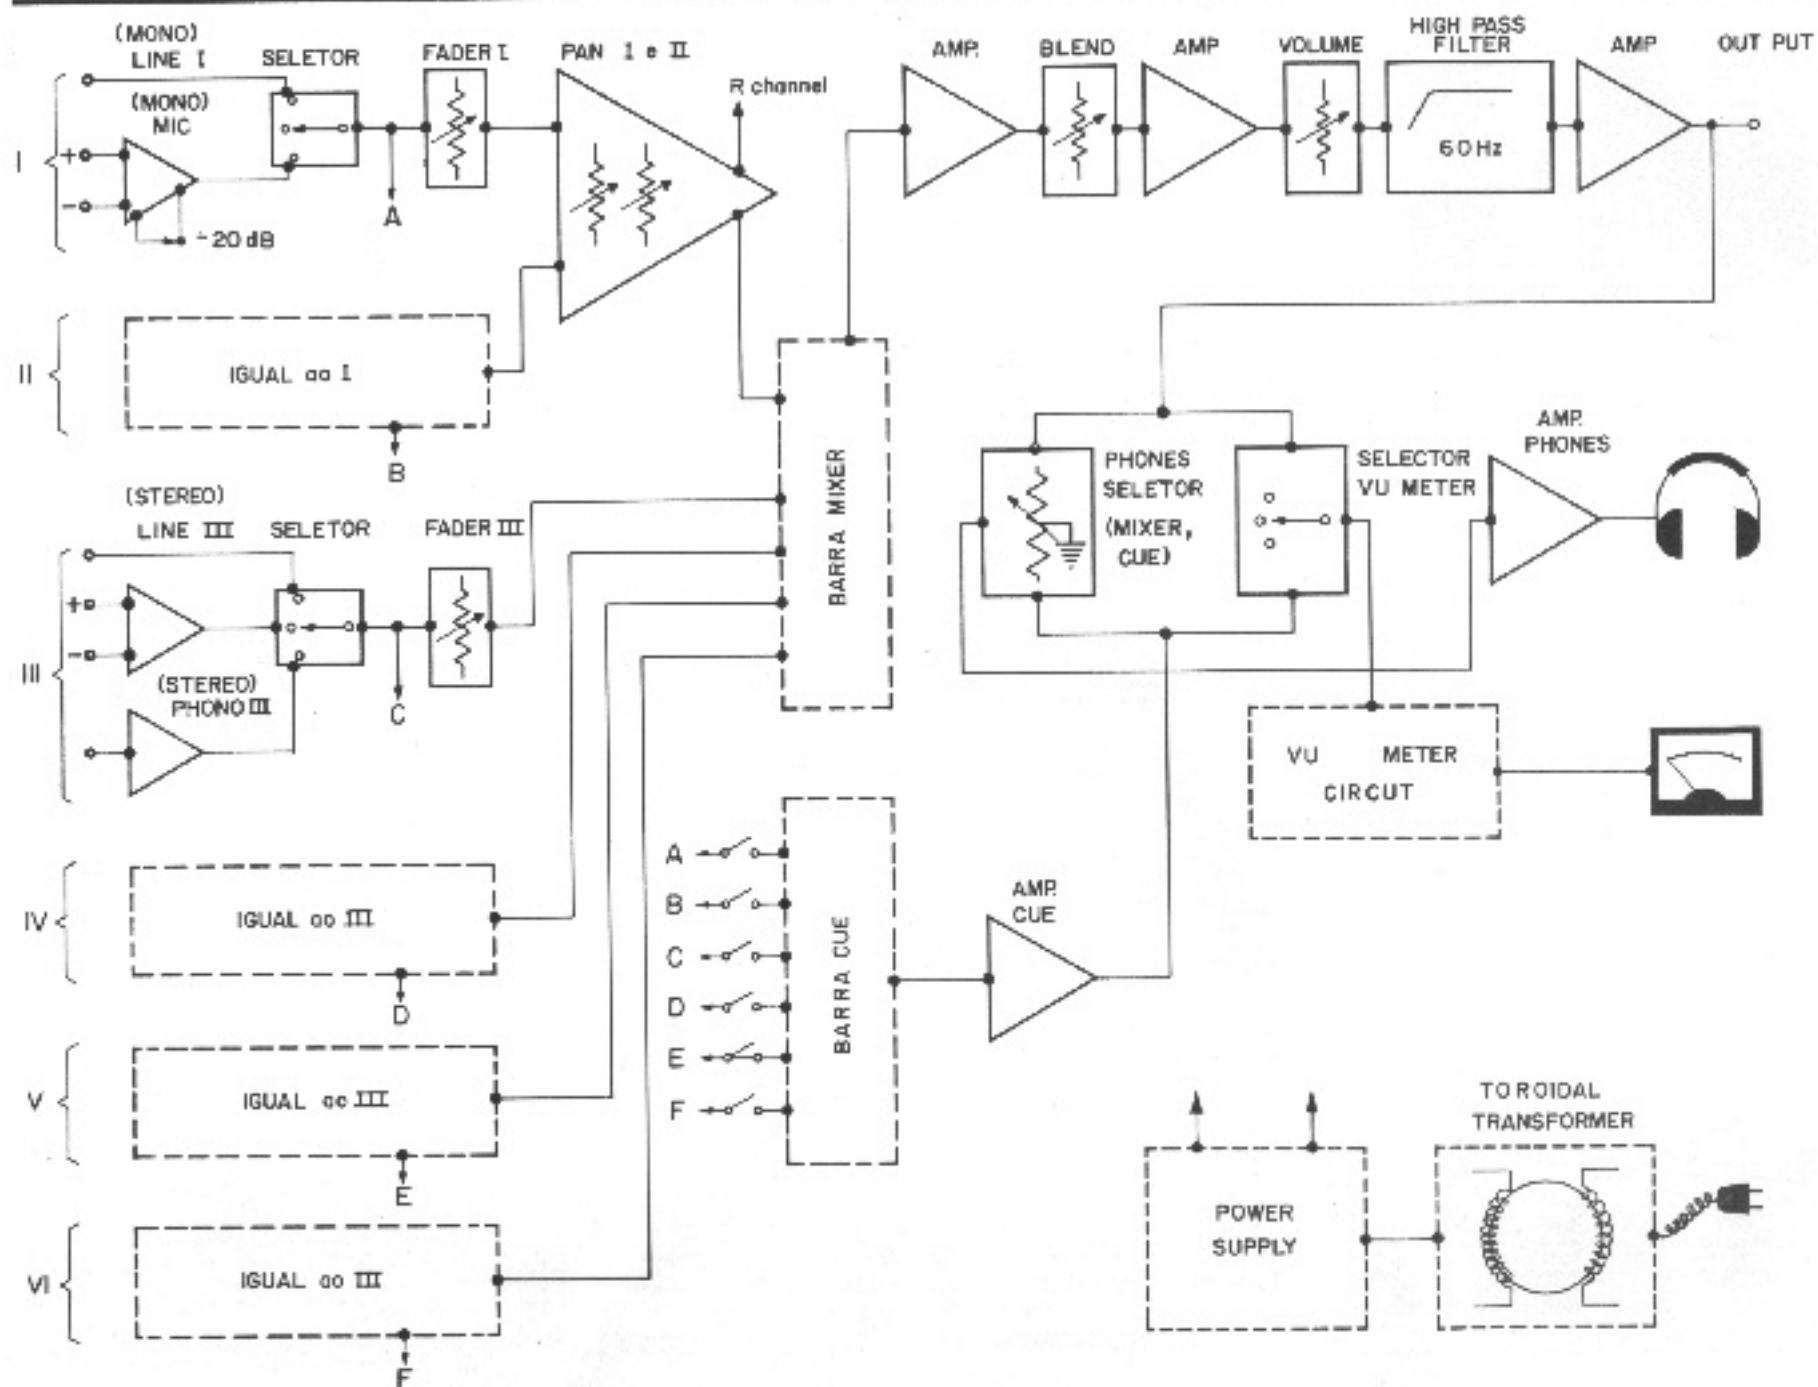 (MONO)
LINE I
SELETOR
FADER I
PAN I e II
R channel
(MONO)
MIC
I
+
-
-20 dB
A
II
IGUAL ao I
B
(STEREO)
LINE III
SELETOR
FADER III
III
+
-
(STEREO)
PHONO III
C
IV
IGUAL ao III
D
V
IGUAL ao III
E
VI
IGUAL ao III
F
BARRA MIXER
AMP.
BLEND
AMP
VOLUME
HIGH PASS
FILTER
60Hz
AMP
OUT PUT
PHONES
SELETOR
(MIXER,
CUE)
SELECTOR
VU METER
AMP.
PHONES
VU METER
CIRCUT
A
B
C
D
E
F
BARRA CUE
AMP.
CUE
POWER
SUPPLY
TOROIDAL
TRANSFORMER